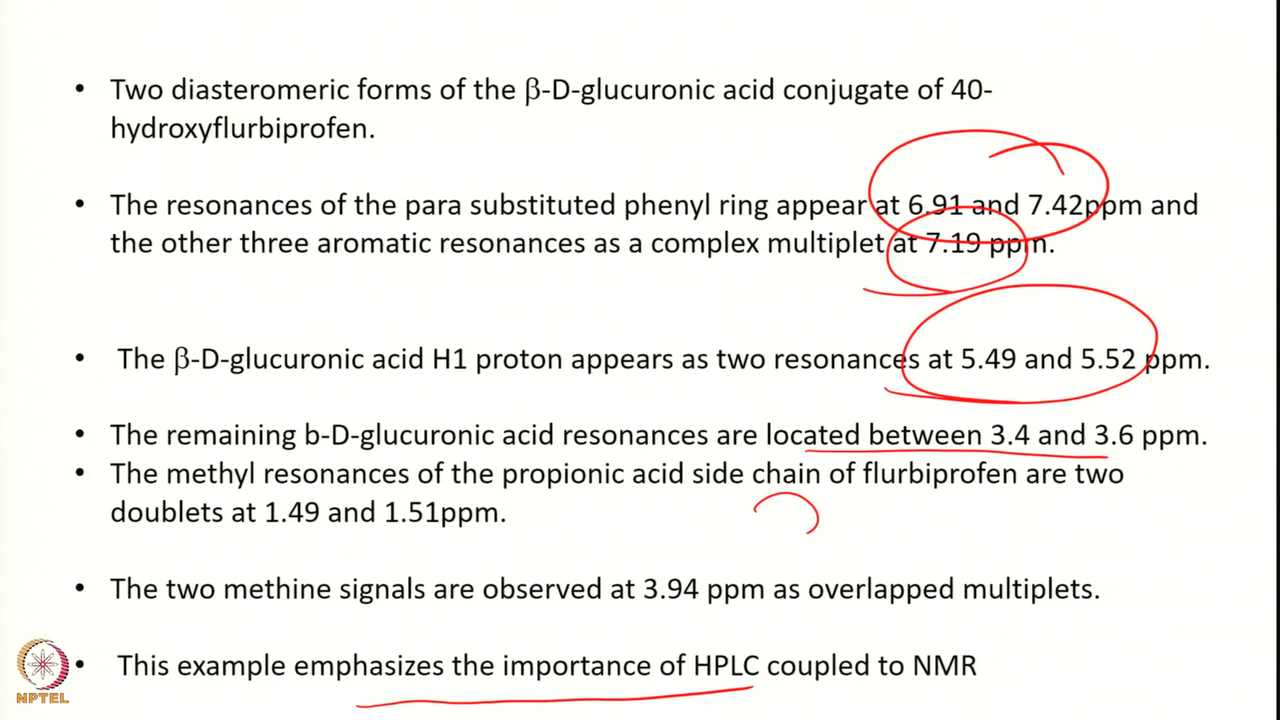 • Two diasteromeric forms of the β-D-glucuronic acid conjugate of 40-
hydroxyflurbiprofen.
• The resonances of the para substituted phenyl ring appear at 6.91 and 7.42ppm and
the other three aromatic resonances as a complex multiplet at 7.19 ppm.
• The β-D-glucuronic acid H1 proton appears as two resonances at 5.49 and 5.52 ppm.
• The remaining b-D-glucuronic acid resonances are located between 3.4 and 3.6 ppm.
• The methyl resonances of the propionic acid side chain of flurbiprofen are two
doublets at 1.49 and 1.51ppm.
• The two methine signals are observed at 3.94 ppm as overlapped multiplets.
• This example emphasizes the importance of HPLC coupled to NMR
NPTEL